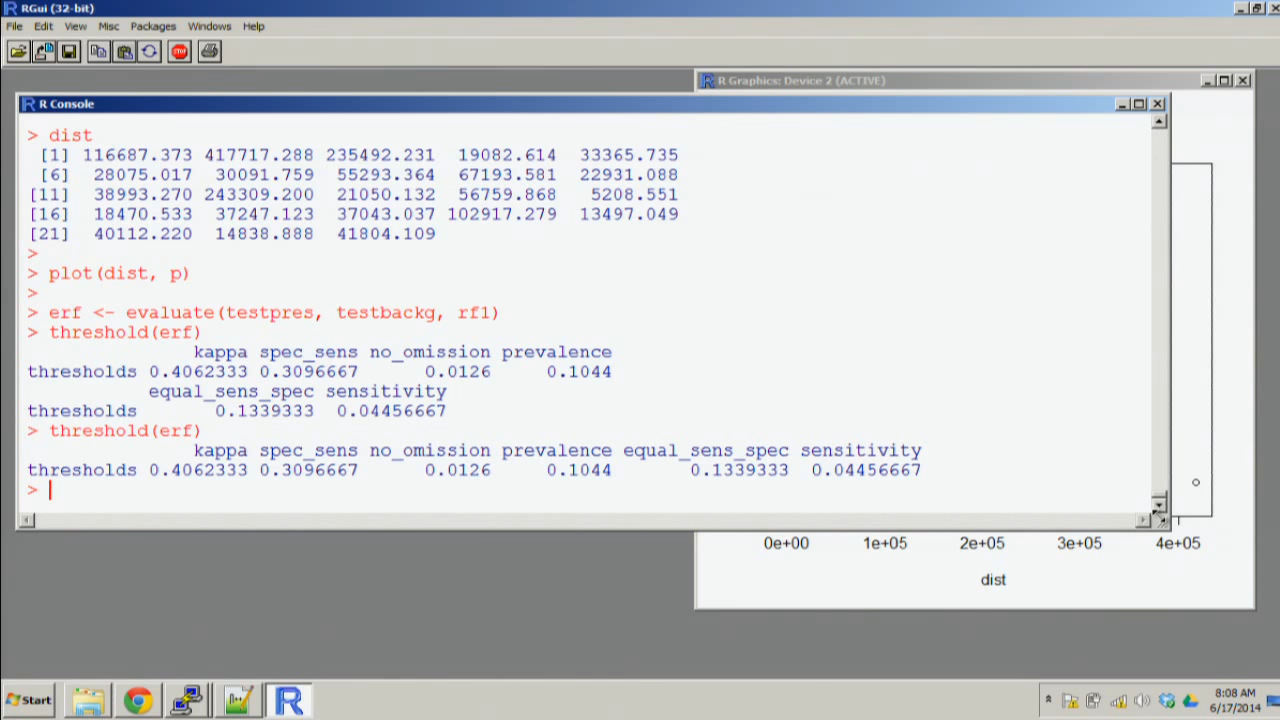 RGui (32-bit)
File Edit View Misc Packages Windows Help
STOP
R Graphics: Device 2 (ACTIVE)
R Console
> dist
[1] 116687.373 417717.288 235492.231 19082.614 33365.735
[6] 28075.017 30091.759 55293.364 67193.581 22931.088
[11] 38993.270 243309.200 21050.132 56759.868 5208.551
[16] 18470.533 37247.123 37043.037 102917.279 13497.049
[21] 40112.220 14838.888 41804.109
>
> plot(dist, p)
>
> erf <- evaluate(testpres, testbackg, rf1)
> threshold(erf)
kappa spec_sens no_omission prevalence
thresholds 0.4062333 0.3096667 0.0126 0.1044
equal_sens_spec sensitivity
thresholds 0.1339333 0.04456667
> threshold(erf)
kappa spec_sens no_omission prevalence equal_sens_spec sensitivity
thresholds 0.4062333 0.3096667 0.0126 0.1044 0.1339333 0.04456667
>
0e+00 1e+05 2e+05 3e+05 4e+05
dist
Start
8:08 AM
6/17/2014